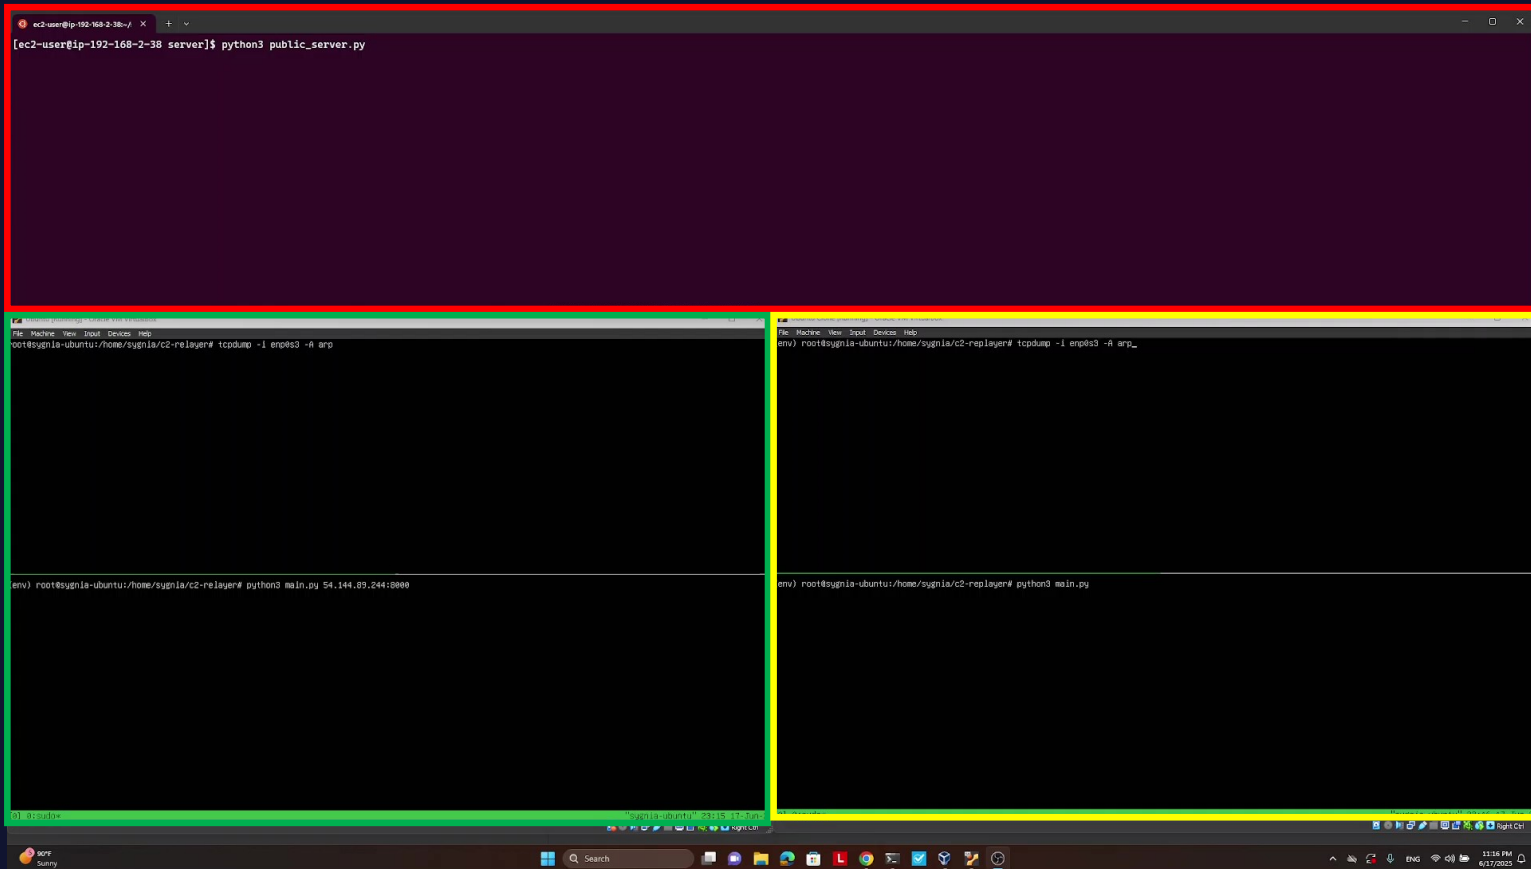 ec2-user@ip-192-168-2-38:~/
[ec2-user@ip-192-168-2-38 server]$ python3 public_server.py
File Machine View Input Devices Help
root@sygnia-ubuntu:/home/sygnia/c2-relayer# tcpdump -i enp0s3 -A arp
(env) root@sygnia-ubuntu:/home/sygnia/c2-relayer# python3 main.py 54.144.89.244:8000
[0] 0:sudo* "sygnia-ubuntu" 23:15 17-Jun-
Right Ctrl
File Machine View Input Devices Help
env) root@sygnia-ubuntu:/home/sygnia/c2-replayer# tcpdump -i enp0s3 -A arp_
env) root@sygnia-ubuntu:/home/sygnia/c2-replayer# python3 main.py
Right Ctrl
5
90°F
Sunny
Search
L
ENG
11:16 PM
6/17/2025